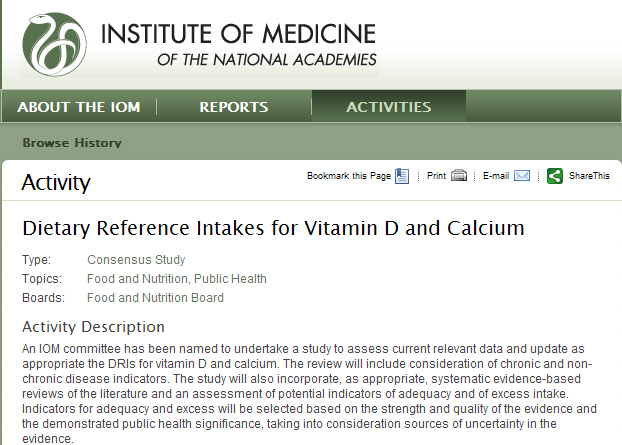 INSTITUTE OF MEDICINE
OF THE NATIONAL ACADEMIES
ABOUT THE IOM REPORTS ACTIVITIES
Browse History
Activity Bookmark this Page Print E-mail ShareThis
Dietary Reference Intakes for Vitamin D and Calcium
Type: Consensus Study
Topics: Food and Nutrition, Public Health
Boards: Food and Nutrition Board
Activity Description
An IOM committee has been named to undertake a study to assess current relevant data and update as
appropriate the DRIs for vitamin D and calcium. The review will include consideration of chronic and non-
chronic disease indicators. The study will also incorporate, as appropriate, systematic evidence-based
reviews of the literature and an assessment of potential indicators of adequacy and of excess intake.
Indicators for adequacy and excess will be selected based on the strength and quality of the evidence and
the demonstrated public health significance, taking into consideration sources of uncertainty in the
evidence.